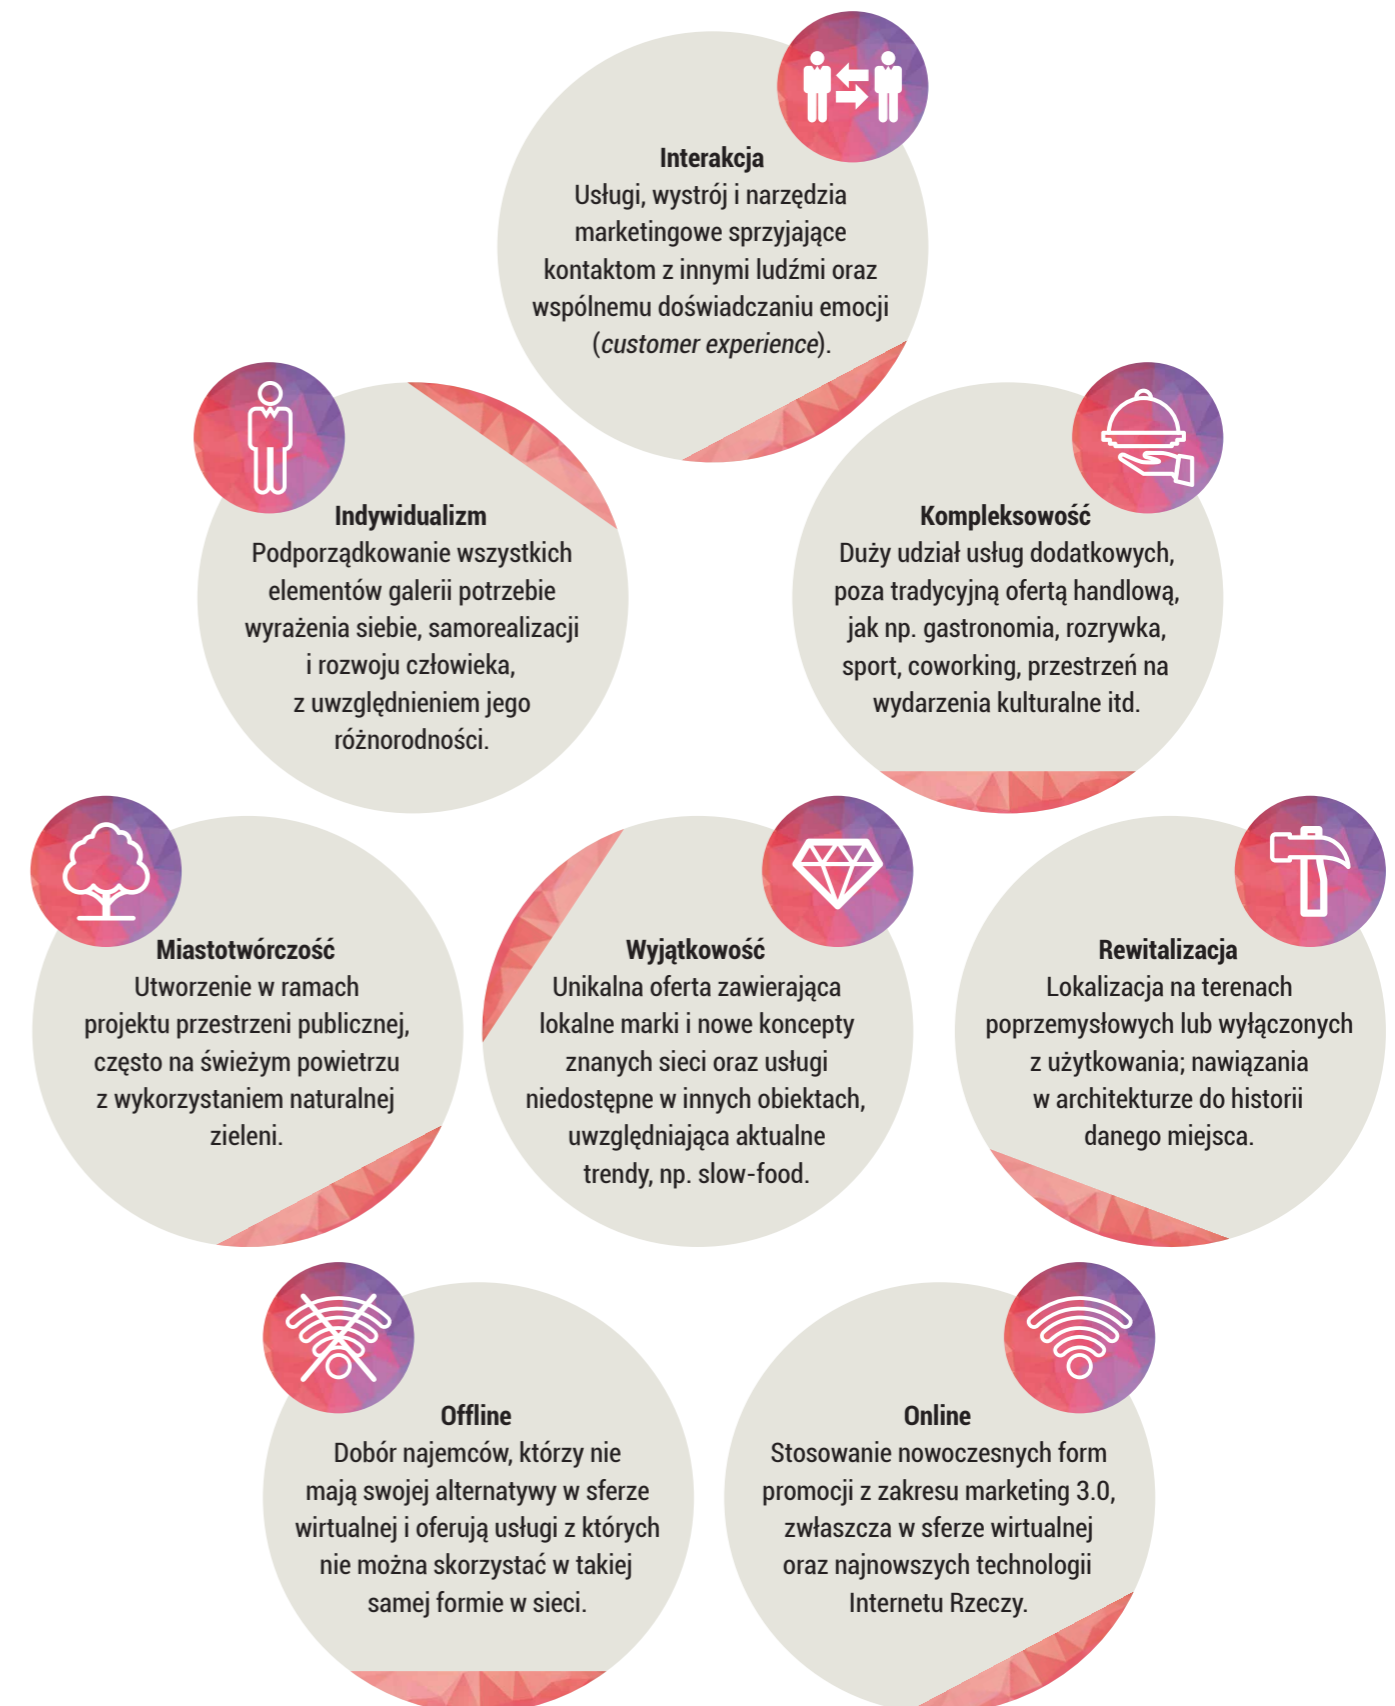 Interakcja
Usługi, wystrój i narzędzia
marketingowe sprzyjające
kontaktom z innymi ludźmi oraz
wspólnemu doświadczaniu emocji
(customer experience).
Indywidualizm
Podporządkowanie wszystkich
elementów galerii potrzebie
wyrażenia siebie, samorealizacji
i rozwoju człowieka,
z uwzględnieniem jego
różnorodności.
Kompleksowość
Duży udział usług dodatkowych,
poza tradycyjną ofertą handlową,
jak np. gastronomia, rozrywka,
sport, coworking, przestrzeń na
wydarzenia kulturalne itd.
Miastotwórczość
Utworzenie w ramach
projektu przestrzeni publicznej,
często na świeżym powietrzu
z wykorzystaniem naturalnej
zieleni.
Wyjątkowość
Unikalna oferta zawierająca
lokalne marki i nowe koncepty
znanych sieci oraz usługi
niedostępne w innych obiektach,
uwzględniająca aktualne
trendy, np. slow-food.
Rewitalizacja
Lokalizacja na terenach
poprzemysłowych lub wyłączonych
z użytkowania; nawiązania
w architekturze do historii
danego miejsca.
Offline
Dobór najemców, którzy nie
mają swojej alternatywy w sferze
wirtualnej i oferują usługi z których
nie można skorzystać w takiej
samej formie w sieci.
Online
Stosowanie nowoczesnych form
promocji z zakresu marketing 3.0,
zwłaszcza w sferze wirtualnej
oraz najnowszych technologii
Internetu Rzeczy.